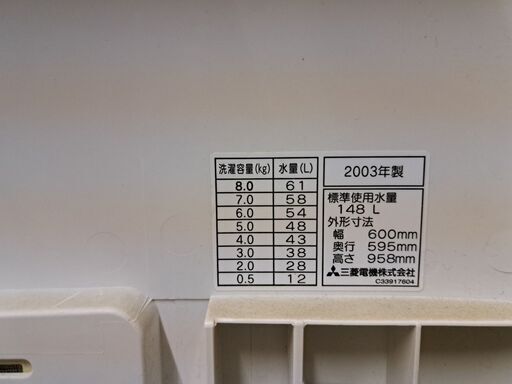 洗濯容量(kg) 水量(L)
8.0 61
7.0 58
6.0 54
5.0 48
4.0 43
3.0 38
2.0 28
0.5 12
2003年製
標準使用水量
148 L
外形寸法
幅 600mm
奥行 595mm
高さ 958mm
三菱電機株式会社
C33917604